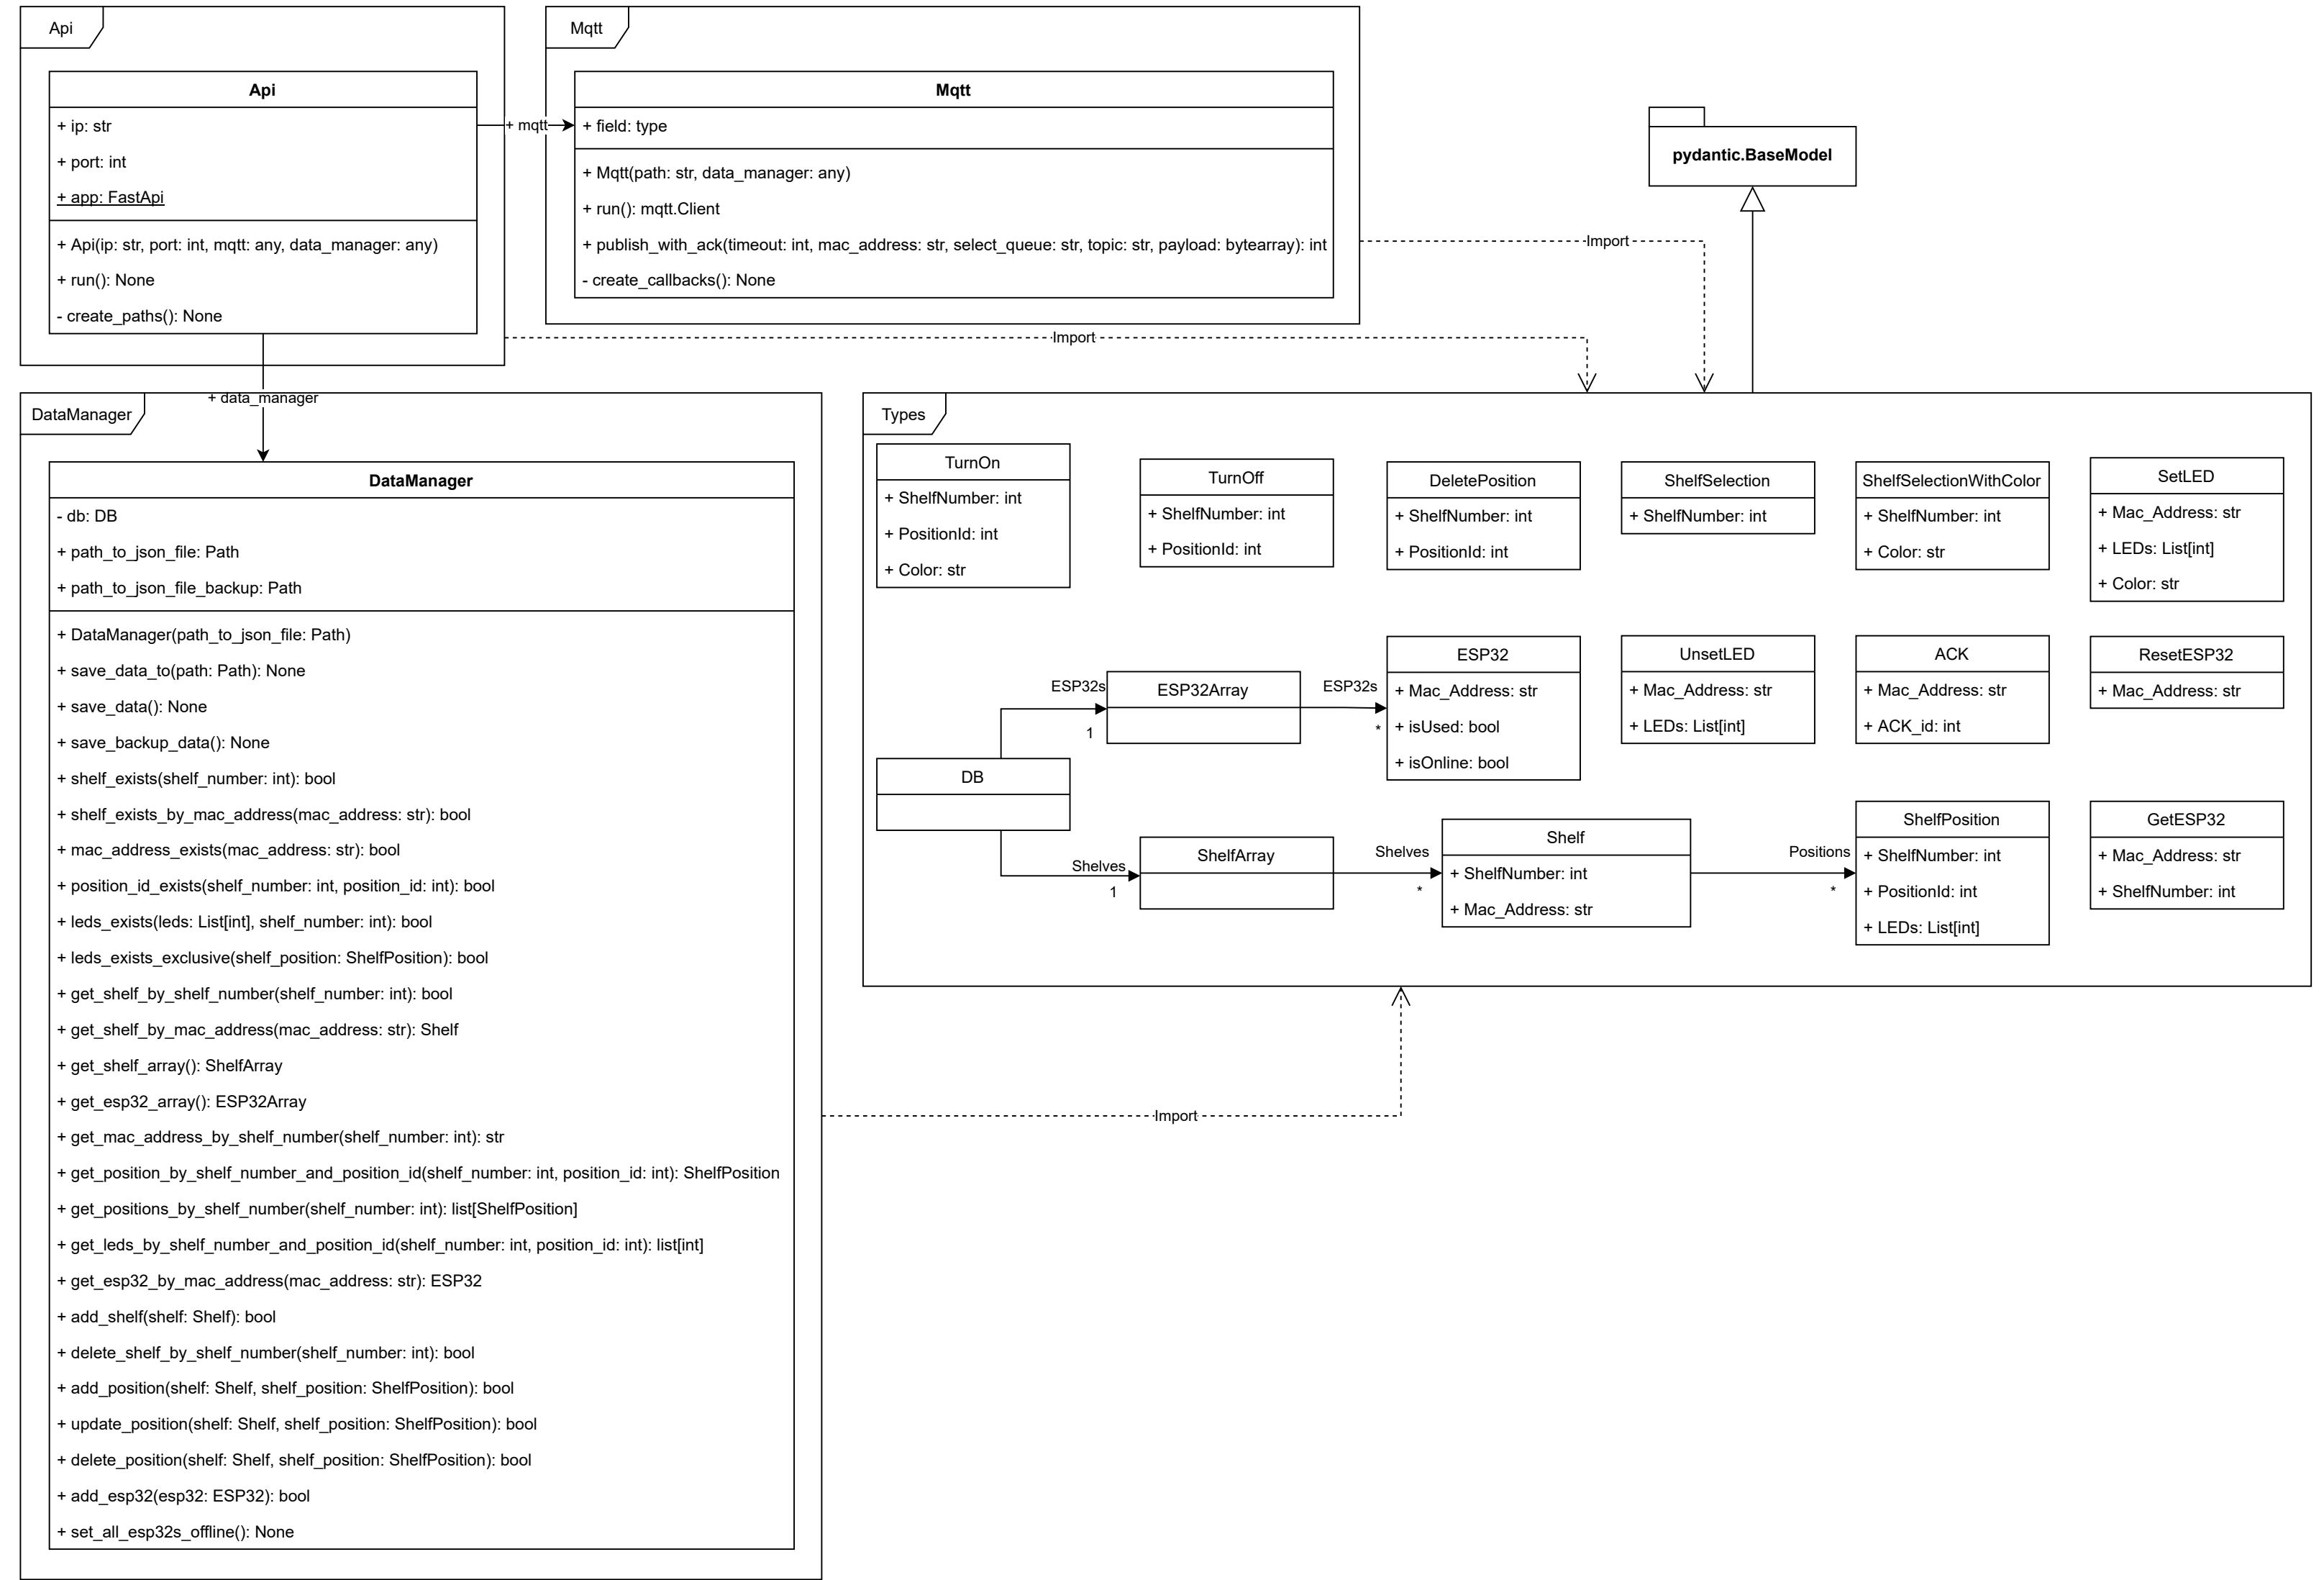 Api
Api
+ ip: str
+ port: int
+ app: FastApi
+ Api(ip: str, port: int, mqtt: any, data_manager: any)
+ run(): None
- create_paths(): None
+ mqtt
Mqtt
Mqtt
+ field: type
+ Mqtt(path: str, data_manager: any)
+ run(): mqtt.Client
+ publish_with_ack(timeout: int, mac_address: str, select_queue: str, topic: str, payload: bytearray): int
- create_callbacks(): None
pydantic.BaseModel
Import
Import
+ data_manager
DataManager
DataManager
- db: DB
+ path_to_json_file: Path
+ path_to_json_file_backup: Path
+ DataManager(path_to_json_file: Path)
+ save_data_to(path: Path): None
+ save_data(): None
+ save_backup_data(): None
+ shelf_exists(shelf_number: int): bool
+ shelf_exists_by_mac_address(mac_address: str): bool
+ mac_address_exists(mac_address: str): bool
+ position_id_exists(shelf_number: int, position_id: int): bool
+ leds_exists(leds: List[int], shelf_number: int): bool
+ leds_exists_exclusive(shelf_position: ShelfPosition): bool
+ get_shelf_by_shelf_number(shelf_number: int): bool
+ get_shelf_by_mac_address(mac_address: str): Shelf
+ get_shelf_array(): ShelfArray
+ get_esp32_array(): ESP32Array
+ get_mac_address_by_shelf_number(shelf_number: int): str
+ get_position_by_shelf_number_and_position_id(shelf_number: int, position_id: int): ShelfPosition
+ get_positions_by_shelf_number(shelf_number: int): list[ShelfPosition]
+ get_leds_by_shelf_number_and_position_id(shelf_number: int, position_id: int): list[int]
+ get_esp32_by_mac_address(mac_address: str): ESP32
+ add_shelf(shelf: Shelf): bool
+ delete_shelf_by_shelf_number(shelf_number: int): bool
+ add_position(shelf: Shelf, shelf_position: ShelfPosition): bool
+ update_position(shelf: Shelf, shelf_position: ShelfPosition): bool
+ delete_position(shelf: Shelf, shelf_position: ShelfPosition): bool
+ add_esp32(esp32: ESP32): bool
+ set_all_esp32s_offline(): None
Import
Types
TurnOn
+ ShelfNumber: int
+ PositionId: int
+ Color: str
TurnOff
+ ShelfNumber: int
+ PositionId: int
DeletePosition
+ ShelfNumber: int
+ PositionId: int
ShelfSelection
+ ShelfNumber: int
ShelfSelectionWithColor
+ ShelfNumber: int
+ Color: str
SetLED
+ Mac_Address: str
+ LEDs: List[int]
+ Color: str
DB
ESP32s
1
ESP32Array
ESP32s
*
ESP32
+ Mac_Address: str
+ isUsed: bool
+ isOnline: bool
UnsetLED
+ Mac_Address: str
+ LEDs: List[int]
ACK
+ Mac_Address: str
+ ACK_id: int
ResetESP32
+ Mac_Address: str
Shelves
1
ShelfArray
Shelves
*
Shelf
+ ShelfNumber: int
+ Mac_Address: str
Positions
*
ShelfPosition
+ ShelfNumber: int
+ PositionId: int
+ LEDs: List[int]
GetESP32
+ Mac_Address: str
+ ShelfNumber: int